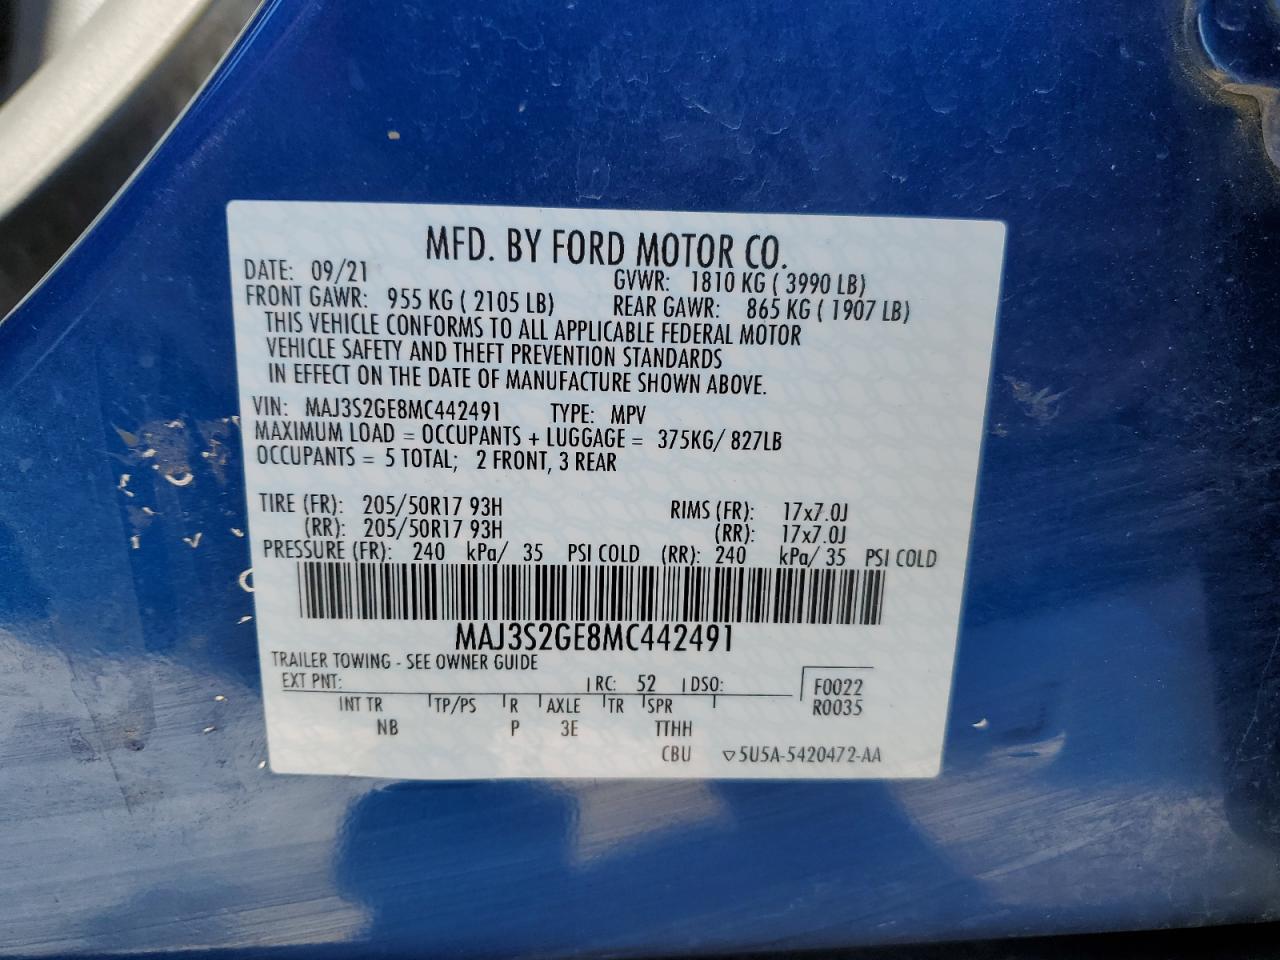 MFD. BY FORD MOTOR CO.
DATE: 09/21 GVWR: 1810 KG ( 3990 LB)
FRONT GAWR: 955 KG ( 2105 LB) REAR GAWR: 865 KG ( 1907 LB)
THIS VEHICLE CONFORMS TO ALL APPLICABLE FEDERAL MOTOR
VEHICLE SAFETY AND THEFT PREVENTION STANDARDS
IN EFFECT ON THE DATE OF MANUFACTURE SHOWN ABOVE.
VIN: MAJ3S2GE8MC442491 TYPE: MPV
MAXIMUM LOAD = OCCUPANTS + LUGGAGE = 375KG/ 827LB
OCCUPANTS = 5 TOTAL; 2 FRONT, 3 REAR
TIRE (FR): 205/50R17 93H RIMS (FR): 17x7.0J
(RR): 205/50R17 93H (RR): 17x7.0J
PRESSURE (FR): 240 kPa/ 35 PSI COLD (RR): 240 kPa/ 35 PSI COLD
MAJ3S2GE8MC442491
TRAILER TOWING - SEE OWNER GUIDE
EXT PNT: RC: 52 DSO: F0022
INT TR TP/PS R AXLE TR SPR R0035
NB P 3E TTHH
CBU ▽5U5A-5420472-AA